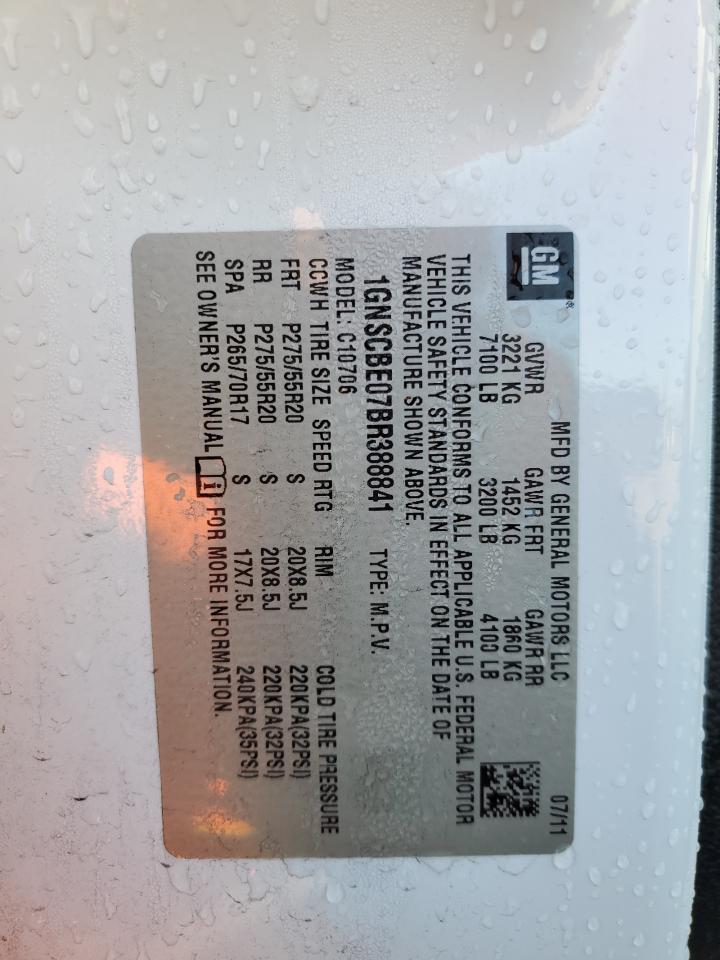 GM ®
MFD BY GENERAL MOTORS LLC 07/11
GVWR GAWR FRT GAWR RR
3221 KG 1452 KG 1860 KG
7100 LB 3200 LB 4100 LB
THIS VEHICLE CONFORMS TO ALL APPLICABLE U.S. FEDERAL MOTOR
VEHICLE SAFETY STANDARDS IN EFFECT ON THE DATE OF
MANUFACTURE SHOWN ABOVE.
1GNSCBE07BR388841 TYPE: M.P.V.
MODEL: C10706
CCWH TIRE SIZE SPEED RTG RIM COLD TIRE PRESSURE
FRT P275/55R20 S 20X8.5J 220KPA(32PSI)
RR P275/55R20 S 20X8.5J 220KPA(32PSI)
SPA P265/70R17 S 17X7.5J 240KPA(35PSI)
SEE OWNER'S MANUAL i FOR MORE INFORMATION.